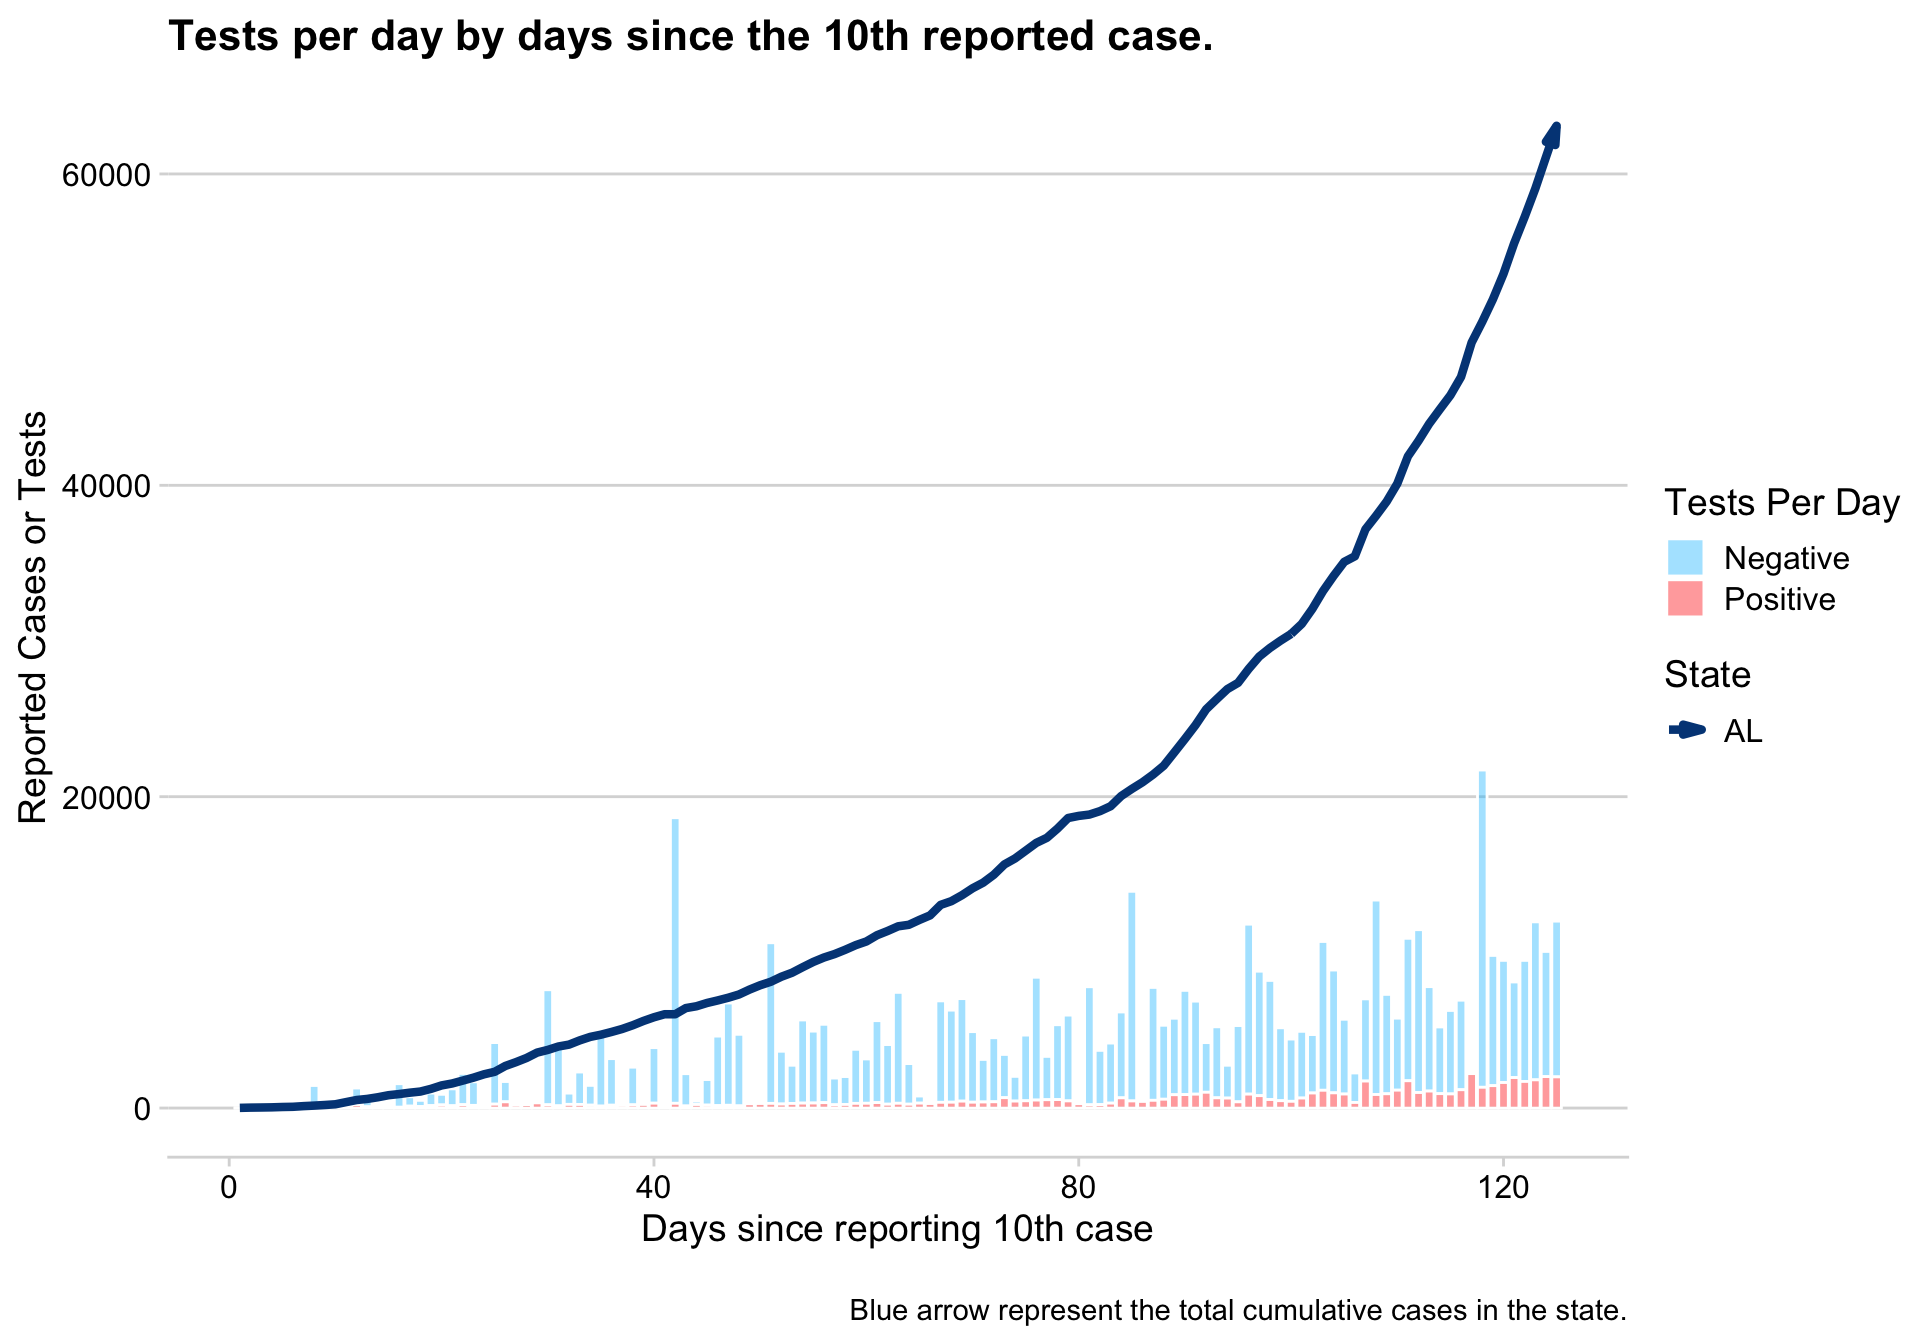 Tests per day by days since the 10th reported case.
60000
40000
20000
0
Reported Cases or Tests
0
40
80
120
Days since reporting 10th case
Tests Per Day
Negative
Positive
State
AL
Blue arrow represent the total cumulative cases in the state.